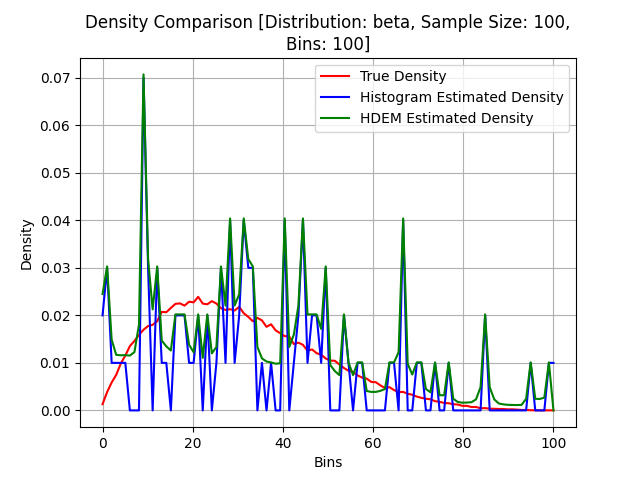 Density Comparison [Distribution: beta, Sample Size: 100,
Bins: 100]
True Density
Histogram Estimated Density
HDEM Estimated Density
Density
0.07
0.06
0.05
0.04
0.03
0.02
0.01
0.00
0 20 40 60 80 100
Bins